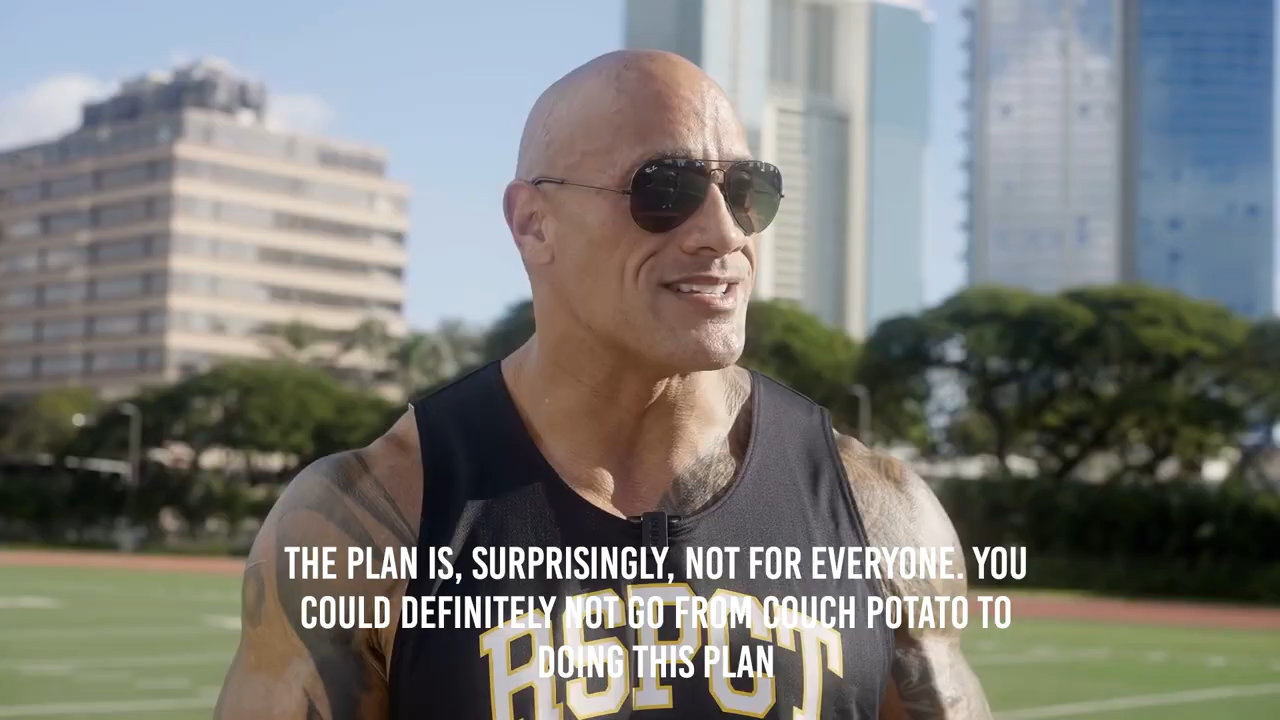 THE PLAN IS, SURPRISINGLY, NOT FOR EVERYONE. YOU
COULD DEFINITELY NOT GO FROM COUCH POTATO TO
DOING THIS PLAN
RSPCT